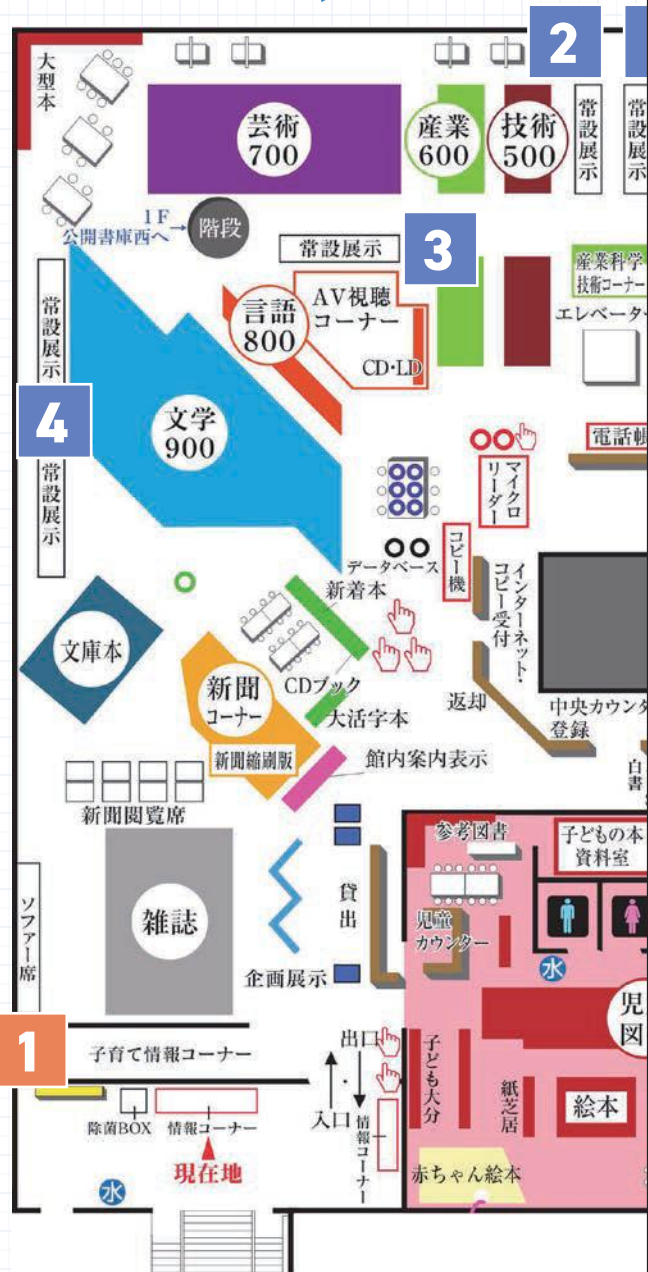 2
大型本
芸術
700
産業
600
技術
500
常設展示
常設展示
1F
公開書庫西へ
階段
常設展示
3
産業科学
技術コーナー
言語
800
AV視聴
コーナー
CD・LD
エレベーター
常設展示
4
常設展示
文学
900
電話帳
マイクロ
リーダー
コピー機
データベース
インターネット・
コピー受付
新着本
文庫本
新聞
コーナー
CDブック
大活字本
返却
中央カウンタ
登録
白書
新聞縮刷版
館内案内表示
新聞閲覧席
参考図書
子どもの本
資料室
雑誌
貸出
児童
カウンター
水
ソファー席
企画展示
児
図
1
子育て情報コーナー
出口
入口
子ども大分
紙芝居
絵本
除菌BOX
情報コーナー
情報コーナー
現在地
赤ちゃん絵本
水